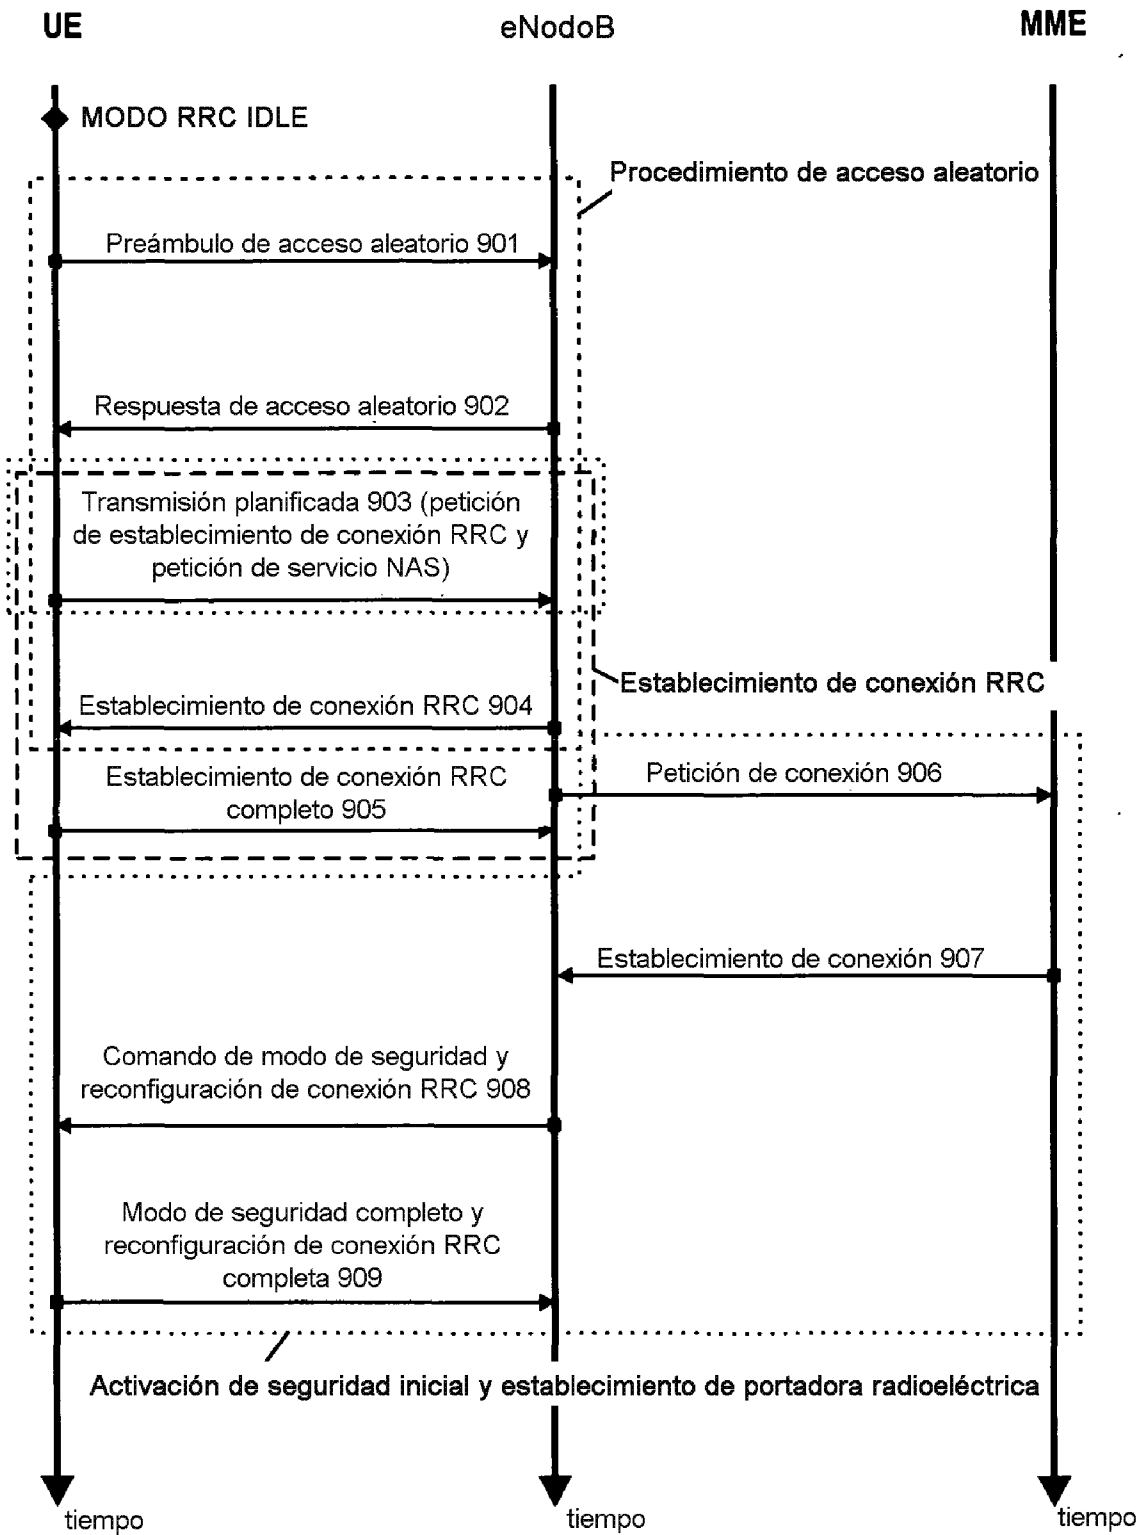 UE
eNodoB
MME
MODO RRC IDLE
Procedimiento de acceso aleatorio
Preámbulo de acceso aleatorio 901
Respuesta de acceso aleatorio 902
Transmisión planificada 903 (petición
de establecimiento de conexión RRC y
petición de servicio NAS)
Establecimiento de conexión RRC
Establecimiento de conexión RRC 904
Establecimiento de conexión RRC
completo 905
Petición de conexión 906
Establecimiento de conexión 907
Comando de modo de seguridad y
reconfiguración de conexión RRC 908
Modo de seguridad completo y
reconfiguración de conexión RRC
completa 909
Activación de seguridad inicial y establecimiento de portadora radioeléctrica
tiempo
tiempo
tiempo